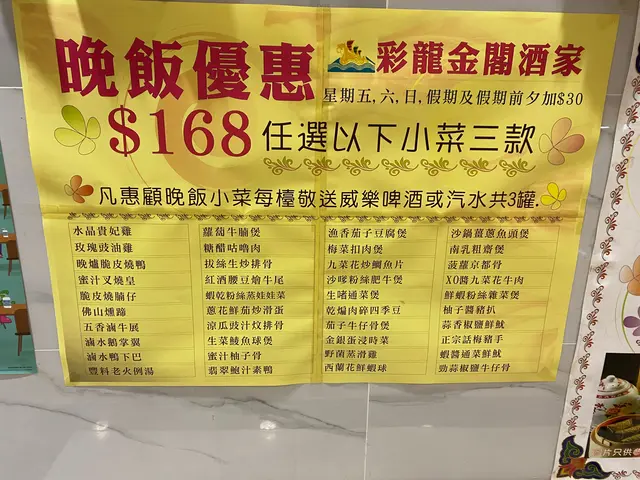 晚飯優惠
彩龍金閣酒家
星期五,六,日,假期及假期前夕加$30
$168 任選以下小菜三款
凡惠顧晚飯小菜每檯敬送威樂啤酒或汽水共3罐
水晶貴妃雞
玫瑰豉油雞
晚爐脆皮燒鴨
蜜汁叉燒皇
脆皮燒腩仔
佛山燻蹄
五香滷牛展
滷水鵝掌翼
滷水鴨下巴
豐料老火例湯
蘿蔔牛腩煲
糖醋咕嚕肉
拔絲生炒排骨
紅酒腰豆燴牛尾
蝦乾粉絲蒸娃娃菜
蔥花鮮茄炒滑蛋
涼瓜豉汁炆排骨
生菜鯪魚球煲
蜜汁柚子骨
翡翠鮑汁素鴨
漁香茄子豆腐煲
梅菜扣肉煲
九菜花炒鯛魚片
沙嗲粉絲肥牛煲
生啫通菜煲
乾煸肉碎四季豆
茄子牛仔骨煲
金銀蛋浸時菜
野菌蒸滑雞
西蘭花鮮蝦球
沙鍋薑蔥魚頭煲
南乳粗齋煲
菠蘿京都骨
XO醬九菜花牛肉
鮮蝦粉絲雜菜煲
柚子醬豬扒
蒜香椒鹽鮮魷
正宗話梅豬手
蝦醬通菜鮮魷
勁蒜椒鹽牛仔骨